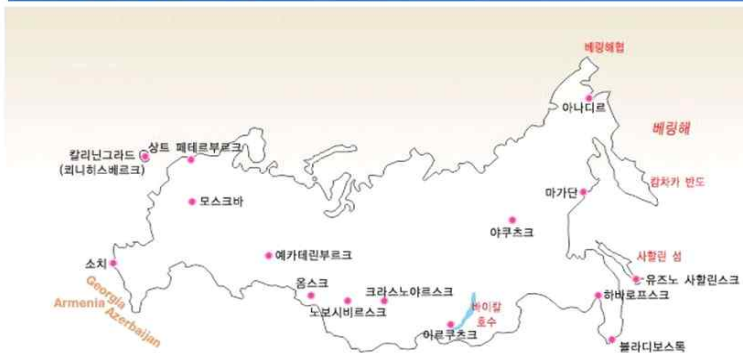 베링해협
아나디르
베링해
상트 페테르부르크
칼리닌그라드
(쾨니히스베르크)
캄차카 반도
마가단
모스크바
야쿠츠크
예카테린부르크
사할린 섬
소치
유즈노 사할린스크
옴스크
크라스노야르스크
하바로프스크
노보시비르스크
바이칼
호수
이르쿠츠크
블라디보스톡
Georgia
Armenia
Azerbaijan